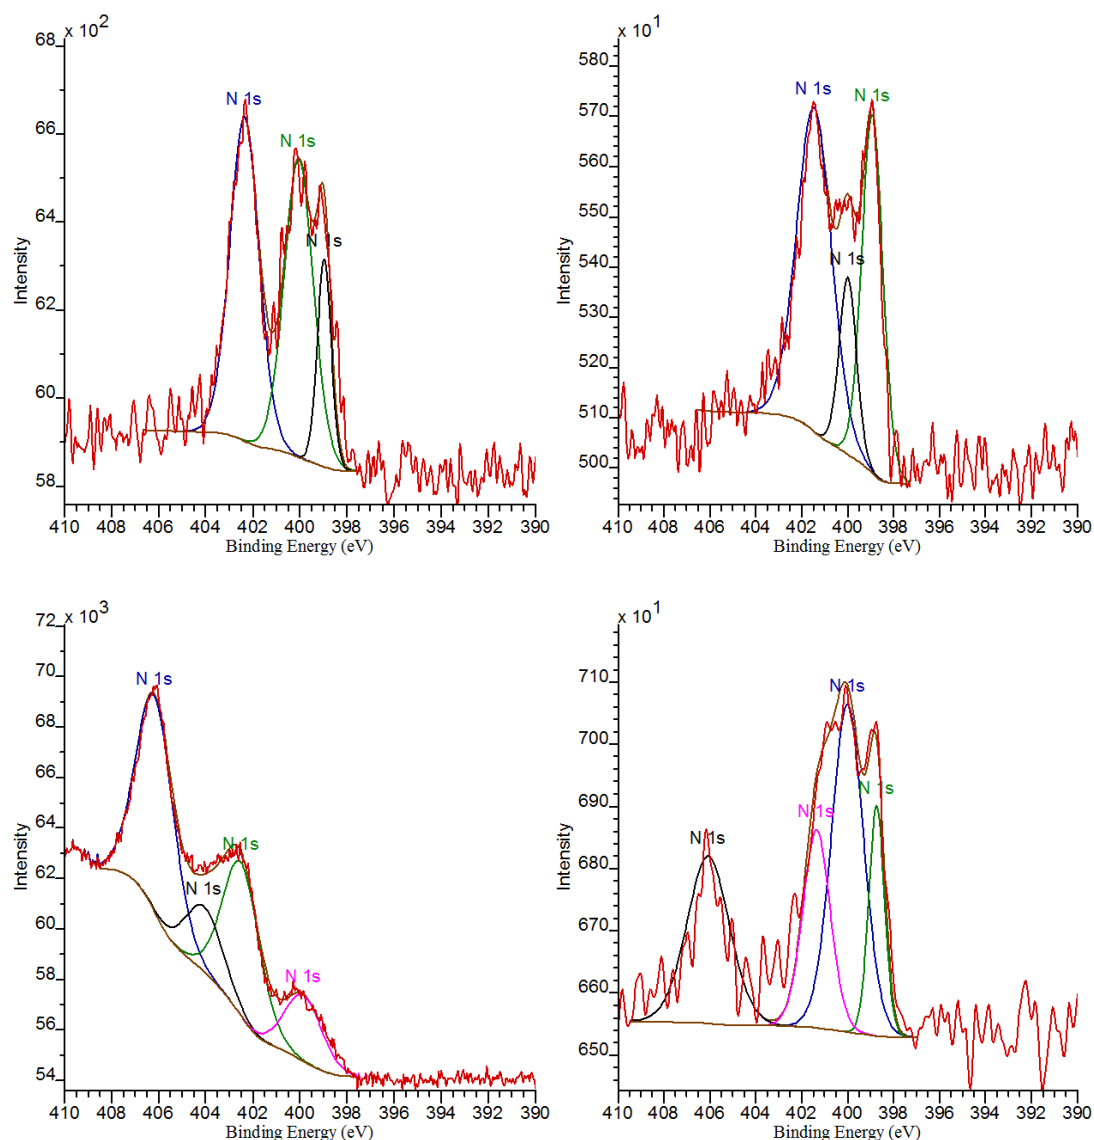 x 10²
68
66
64
62
60
58
Intensity
N 1s
N 1s
N 1s
410 408 406 404 402 400 398 396 394 392 390
Binding Energy (eV)
x 10¹
580
570
560
550
540
530
520
510
500
Intensity
N 1s
N 1s
N 1s
410 408 406 404 402 400 398 396 394 392 390
Binding Energy (eV)
x 10³
72
70
68
66
64
62
60
58
56
54
Intensity
N 1s
N 1s
N 1s
N 1s
410 408 406 404 402 400 398 396 394 392 390
Binding Energy (eV)
x 10¹
710
700
690
680
670
660
650
Intensity
N 1s
N 1s
N 1s
N 1s
410 408 406 404 402 400 398 396 394 392 390
Binding Energy (eV)